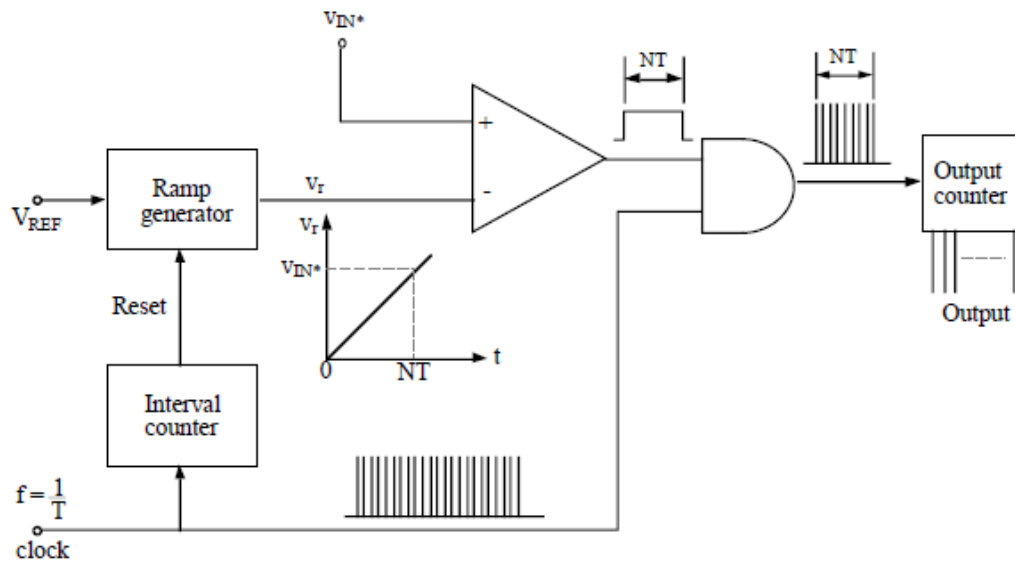 vIN*
NT
NT
+
-
Ramp
generator
VREF
vr
vr
vIN*
0
NT
t
Output
counter
Output
Reset
Interval
counter
f = 1/T
clock